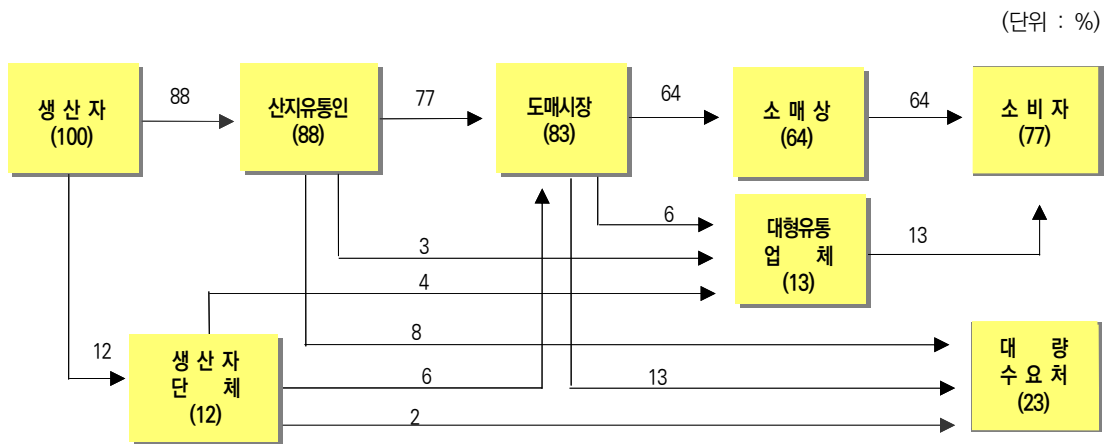 (단위 : %)
88
77
64
64
생 산 자
(100)
산지유통인
(88)
도매시장
(83)
소 매 상
(64)
소 비 자
(77)
6
3
4
대형유통
업 체
(13)
13
12
8
6
13
2
생 산 자
단 체
(12)
대 량
수 요 처
(23)